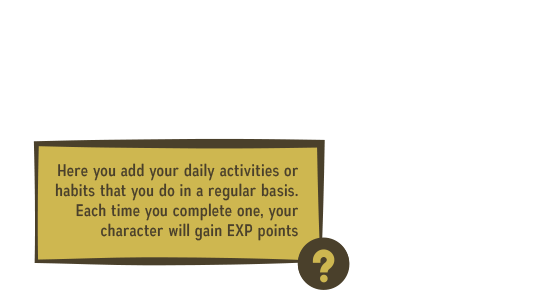 Here you add your daily activities or
habits that you do in a regular basis.
Each time you complete one, your
character will gain EXP points
?